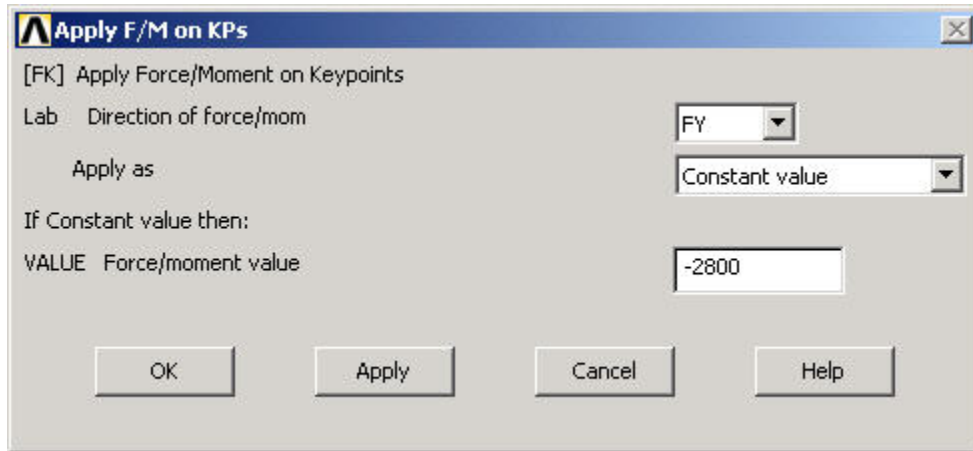 Apply F/M on KPs
[FK] Apply Force/Moment on Keypoints
Lab Direction of force/mom FY
Apply as Constant value
If Constant value then:
VALUE Force/moment value -2800
OK Apply Cancel Help